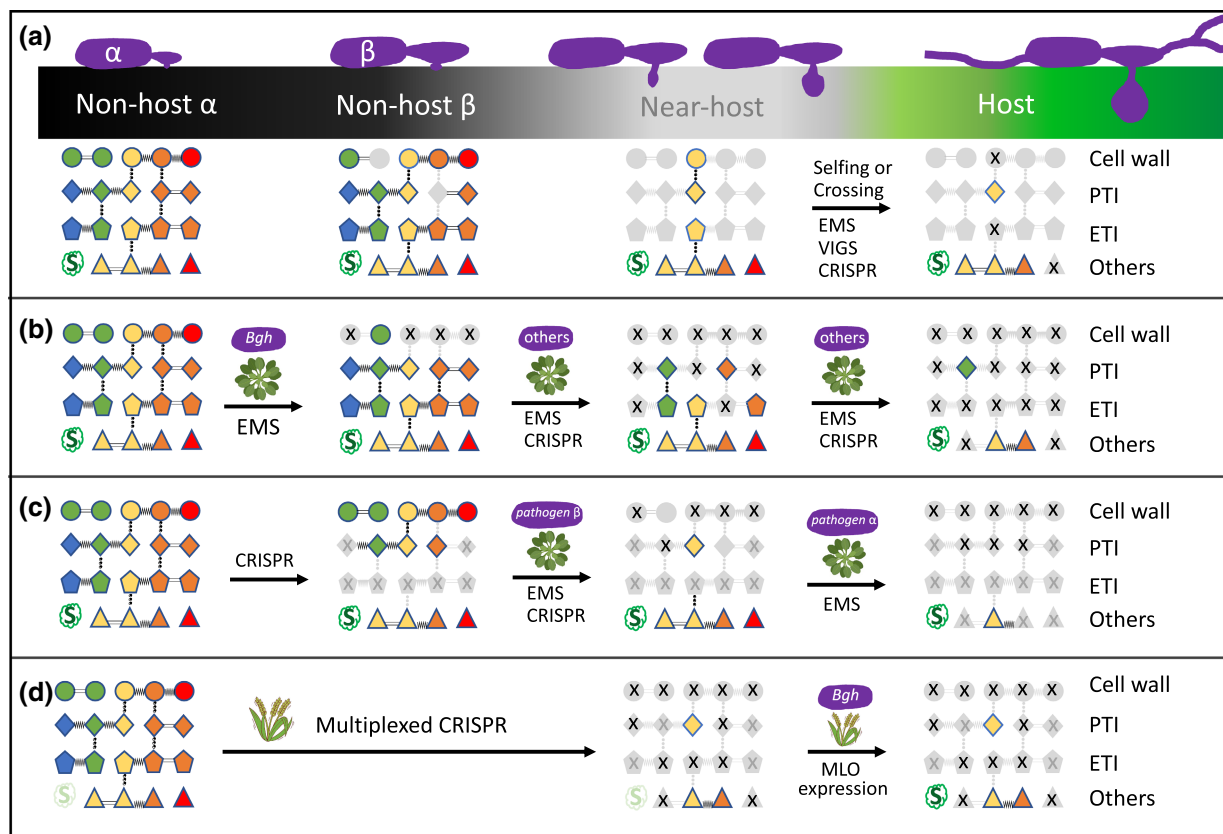 (a)
α
β
Non-host α
Non-host β
Near-host
Host
Selfing or
Crossing
EMS
VIGS
CRISPR
X
Cell wall
PTI
X
ETI
S
S
S
S
X
Others
(b)
Bgh
EMS
others
EMS
CRISPR
others
EMS
CRISPR
X X X X
X X X X X
X X X X X
Cell wall
X X X
X X X X
PTI
X X
X X X X X
ETI
S
S
S
S
X X
Others
(c)
CRISPR
pathogen β
EMS
CRISPR
pathogen α
EMS
X X X X
X X X X X
Cell wall
X X
X X X
X X X X X
PTI
X X X X X
X X X X X
X X X X X
ETI
S
S
S
S
X X X
Others
(d)
Multiplexed CRISPR
Bgh
MLO
expression
X X X X X
X X X X X
Cell wall
X X X X
X X X X
PTI
X X X X X
X X X X X
ETI
S
S
X X
S
X X
Others